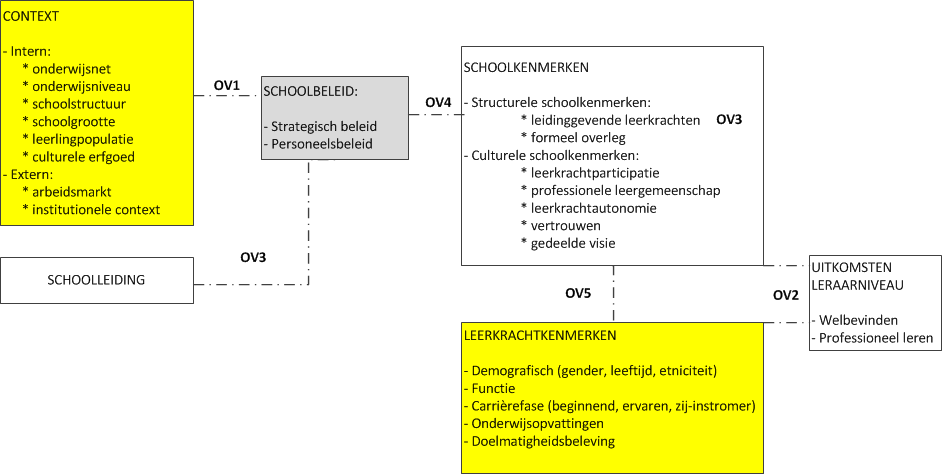 CONTEXT
- Intern:
* onderwijsnet
* onderwijsniveau
* schoolstructuur
* schoolgrootte
* leerlingpopulatie
* culturele erfgoed
- Extern:
* arbeidsmarkt
* institutionele context
OV1
SCHOOLBELEID:
- Strategisch beleid
- Personeelsbeleid
OV4
SCHOOLKENMERKEN
- Structurele schoolkenmerken:
* leidinggevende leerkrachten OV3
* formeel overleg
- Culturele schoolkenmerken:
* leerkrachtparticipatie
* professionele leergemeenschap
* leerkrachtautonomie
* vertrouwen
* gedeelde visie
OV3
SCHOOLLEIDING
OV5
OV2
UITKOMSTEN
LERAARNIVEAU
- Welbevinden
- Professioneel leren
LEERKRACHTKENMERKEN
- Demografisch (gender, leeftijd, etniciteit)
- Functie
- Carrièrefase (beginnend, ervaren, zij-instromer)
- Onderwijsopvattingen
- Doelmatigheidsbeleving